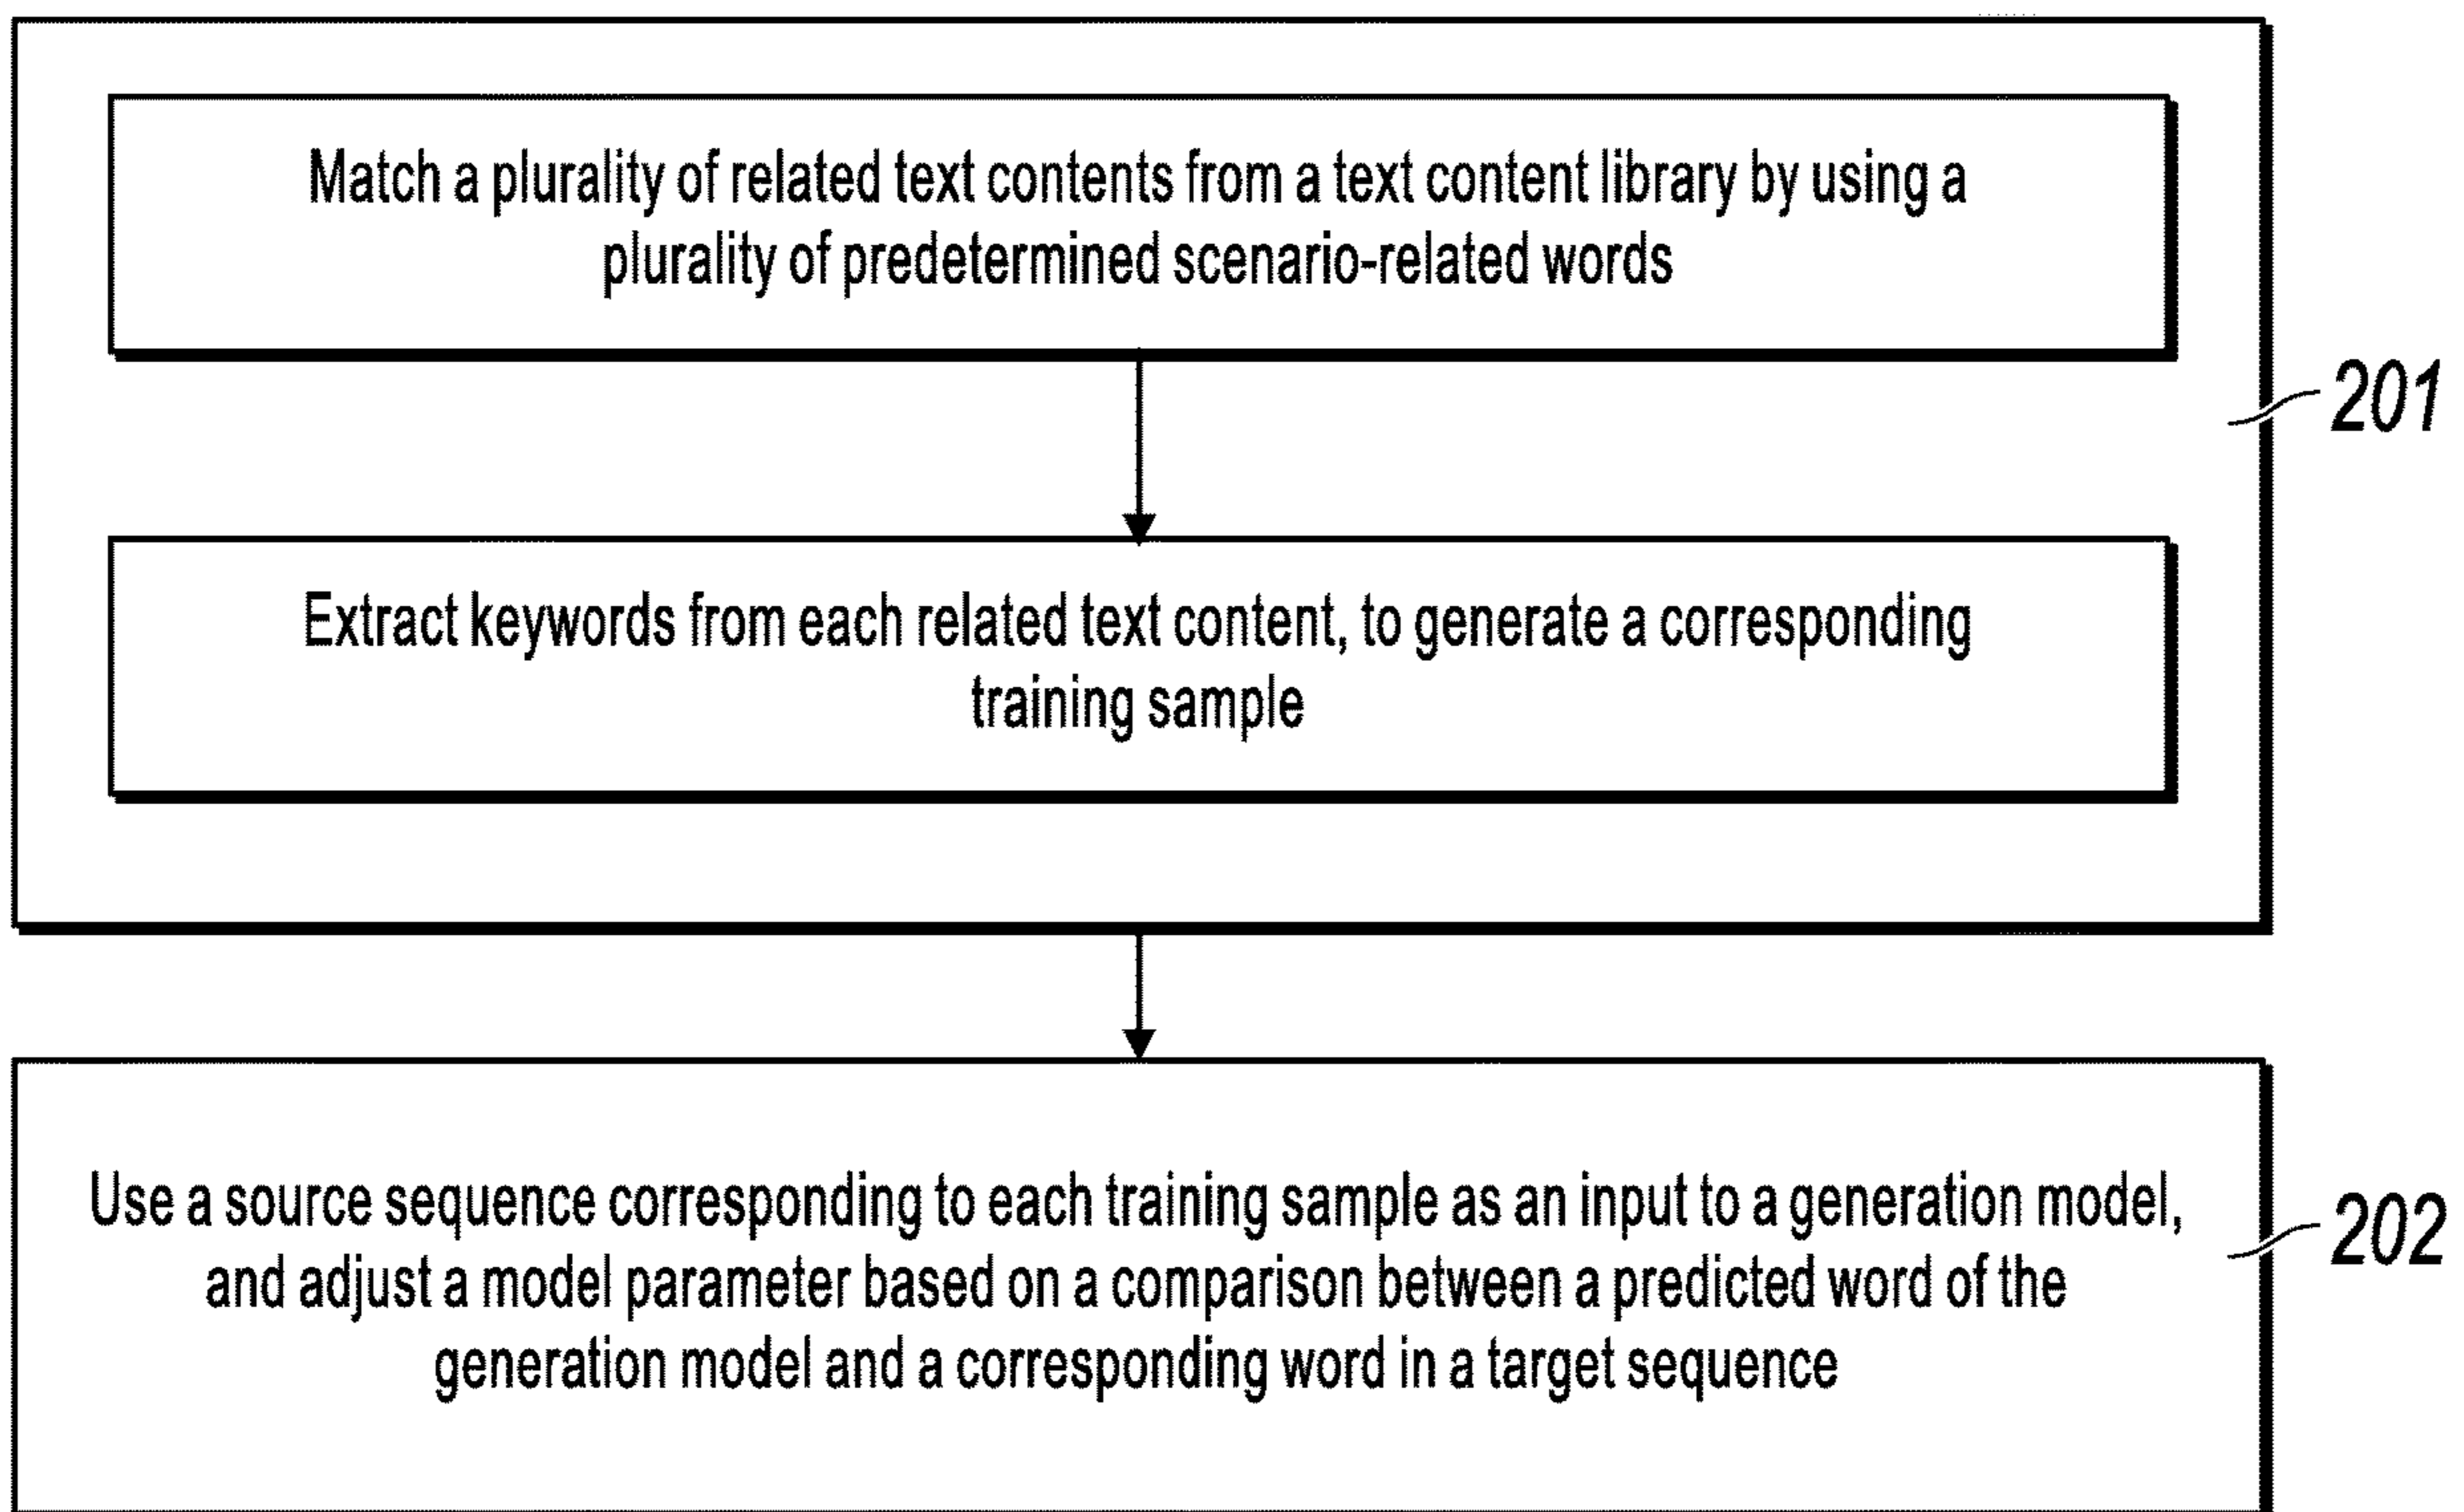 Match a plurality of related text contents from a text content library by using a
plurality of predetermined scenario-related words
201
Extract keywords from each related text content, to generate a corresponding
training sample
Use a source sequence corresponding to each training sample as an input to a generation model,
and adjust a model parameter based on a comparison between a predicted word of the
generation model and a corresponding word in a target sequence
202